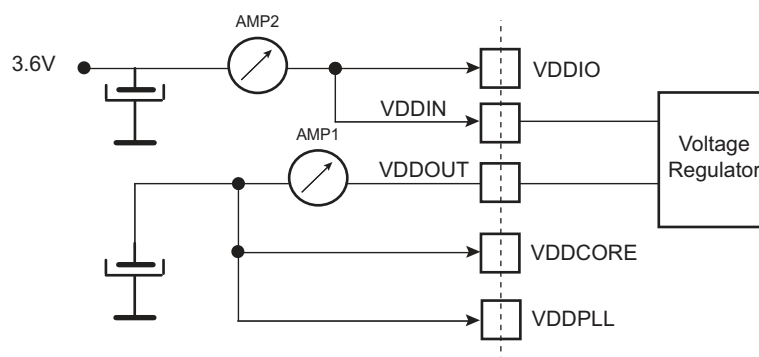 AMP2
3.6V
VDDIO
VDDIN
AMP1
Voltage
Regulator
VDDOUT
VDDCORE
VDDPLL